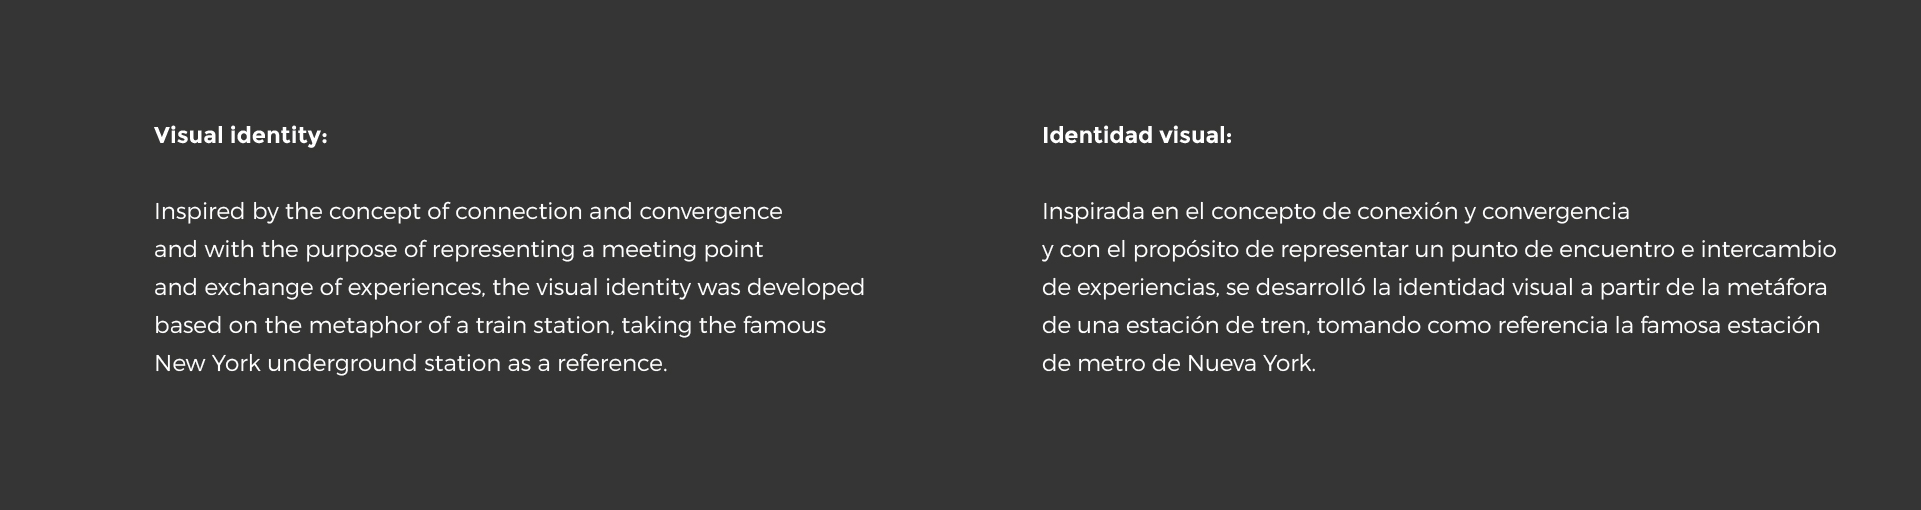 Visual identity:
Inspired by the concept of connection and convergence
and with the purpose of representing a meeting point
and exchange of experiences, the visual identity was developed
based on the metaphor of a train station, taking the famous
New York underground station as a reference.
Identidad visual:
Inspirada en el concepto de conexión y convergencia
y con el propósito de representar un punto de encuentro e intercambio
de experiencias, se desarrolló la identidad visual a partir de la metáfora
de una estación de tren, tomando como referencia la famosa estación
de metro de Nueva York.